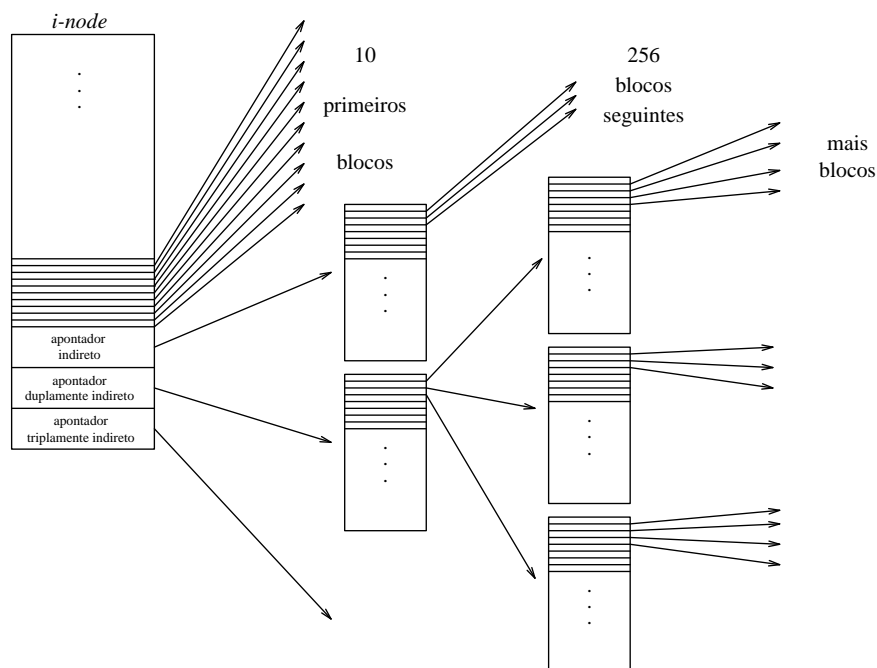 i-node
10
primeiros
blocos
256
blocos
seguintes
mais
blocos
apontador
indireto
apontador
duplamente indireto
apontador
triplamente indireto